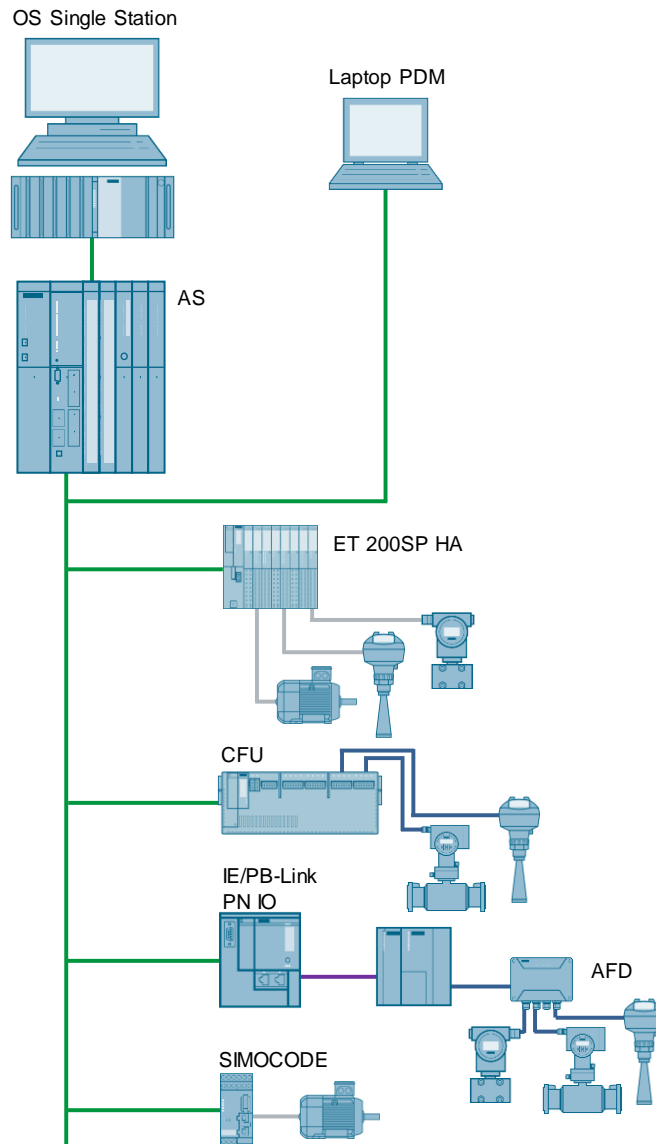 OS Single Station
Laptop PDM
AS
ET 200SP HA
CFU
IE/PB-Link
PN IO
AFD
SIMOCODE